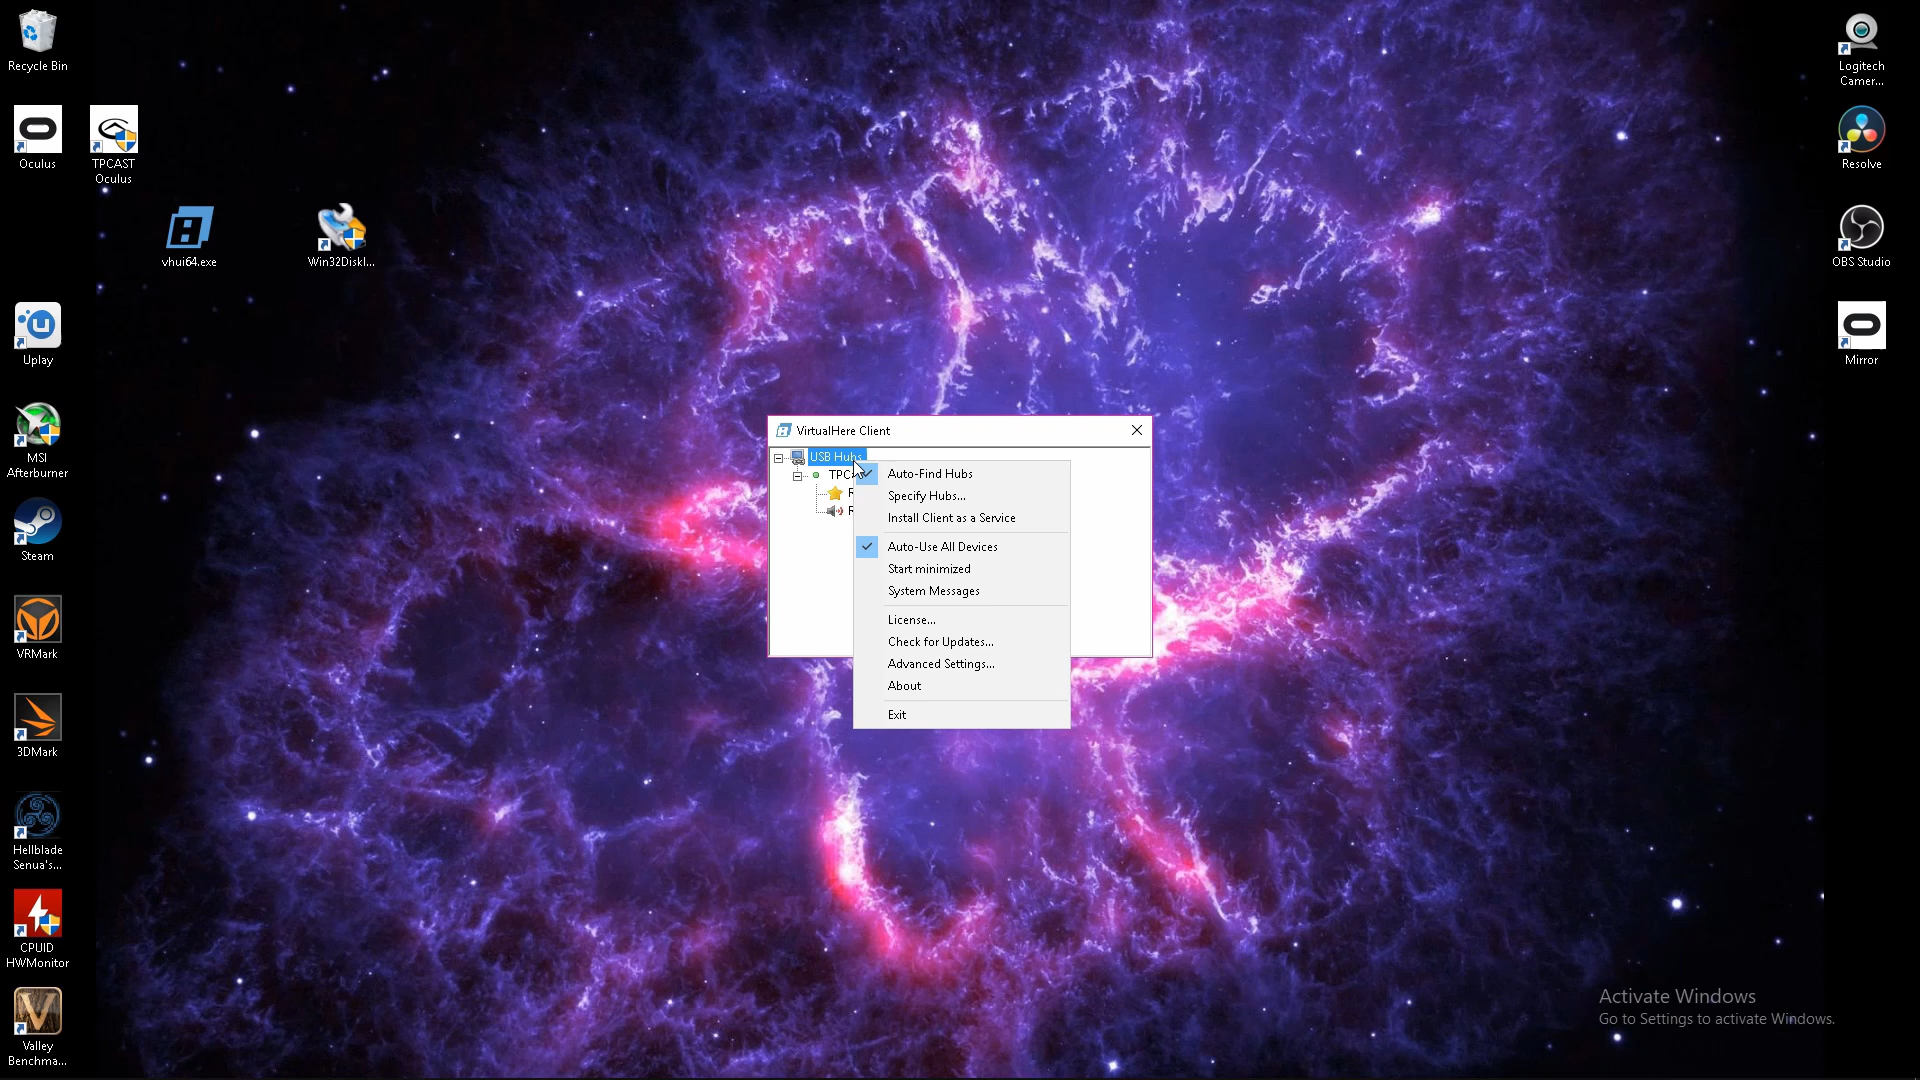 Recycle Bin
Oculus
TPCAST
Oculus
vhui64.exe
Win32DiskI...
Uplay
MSI
Afterburner
Steam
VRMark
3DMark
Hellblade
Senua's...
CPUID
HWMonitor
Valley
Benchma...
VirtualHere Client
USB Hubs
TPC
Auto-Find Hubs
Specify Hubs...
Install Client as a Service
Auto-Use All Devices
Start minimized
System Messages
License...
Check for Updates...
Advanced Settings...
About
Exit
Logitech
Camer...
Resolve
OBS Studio
Mirror
Activate Windows
Go to Settings to activate Windows.